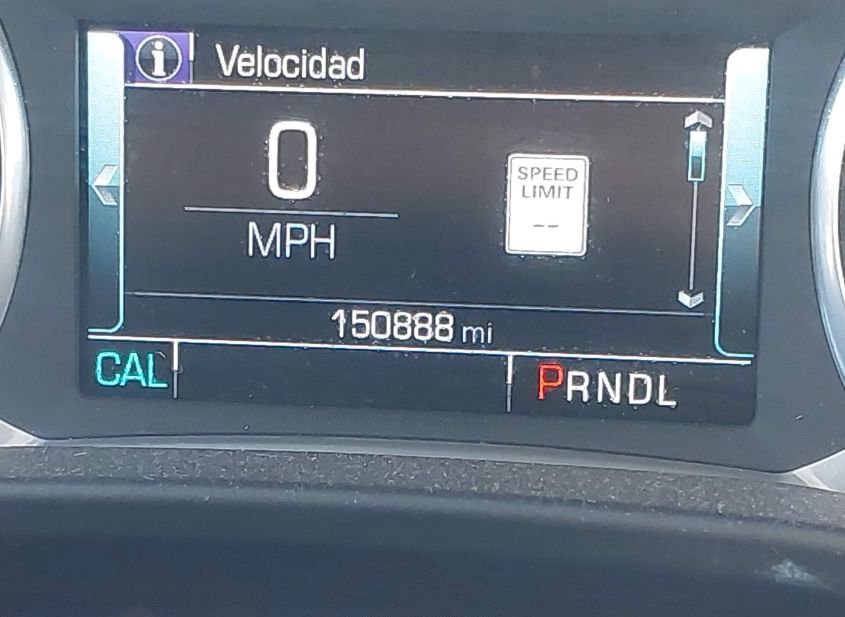 i Velocidad
0
MPH
SPEED
LIMIT
--
150888 mi
CAL
PRNDL